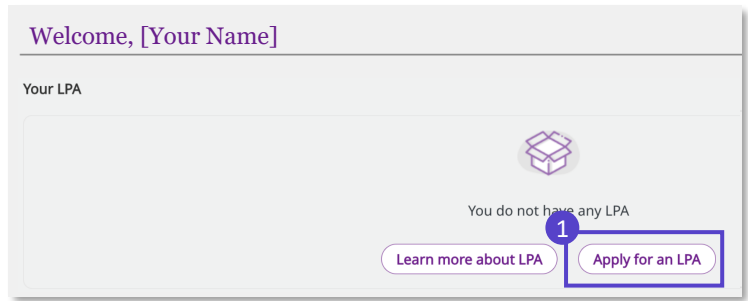 Welcome, [Your Name]
Your LPA
You do not have any LPA
1
Learn more about LPA Apply for an LPA